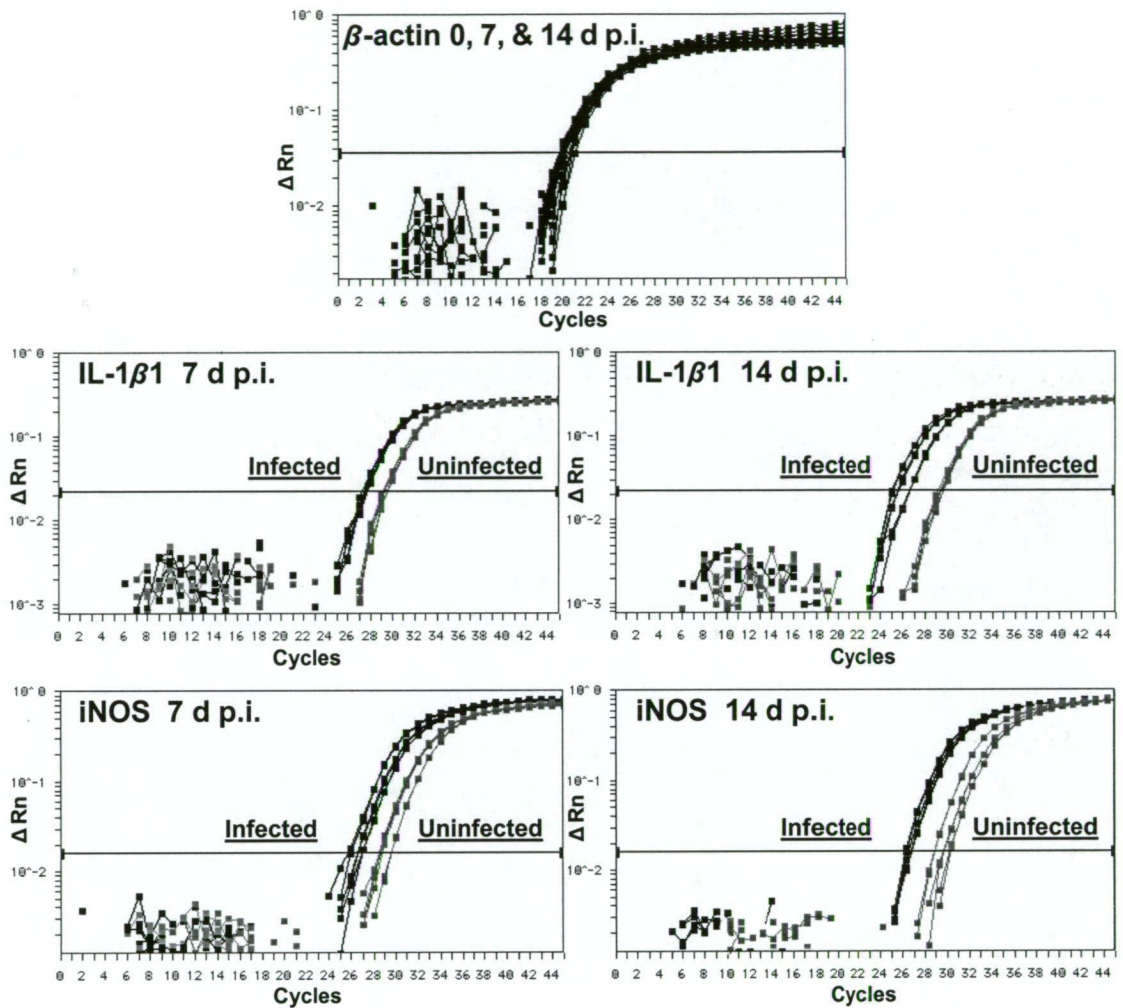 β-actin 0, 7, & 14 d p.i.
10^0
10^-1
10^-2
Δ Rn
0 2 4 6 8 10 12 14 16 18 20 22 24 26 28 30 32 34 36 38 40 42 44
Cycles
IL-1β1 7 d p.i.
10^0
10^-1
10^-2
10^-3
Δ Rn
Infected
Uninfected
0 2 4 6 8 10 12 14 16 18 20 22 24 26 28 30 32 34 36 38 40 42 44
Cycles
IL-1β1 14 d p.i.
10^0
10^-1
10^-2
10^-3
Δ Rn
Infected
Uninfected
0 2 4 6 8 10 12 14 16 18 20 22 24 26 28 30 32 34 36 38 40 42 44
Cycles
iNOS 7 d p.i.
10^0
10^-1
10^-2
Δ Rn
Infected
Uninfected
0 2 4 6 8 10 12 14 16 18 20 22 24 26 28 30 32 34 36 38 40 42 44
Cycles
iNOS 14 d p.i.
10^0
10^-1
10^-2
Δ Rn
Infected
Uninfected
0 2 4 6 8 10 12 14 16 18 20 22 24 26 28 30 32 34 36 38 40 42 44
Cycles